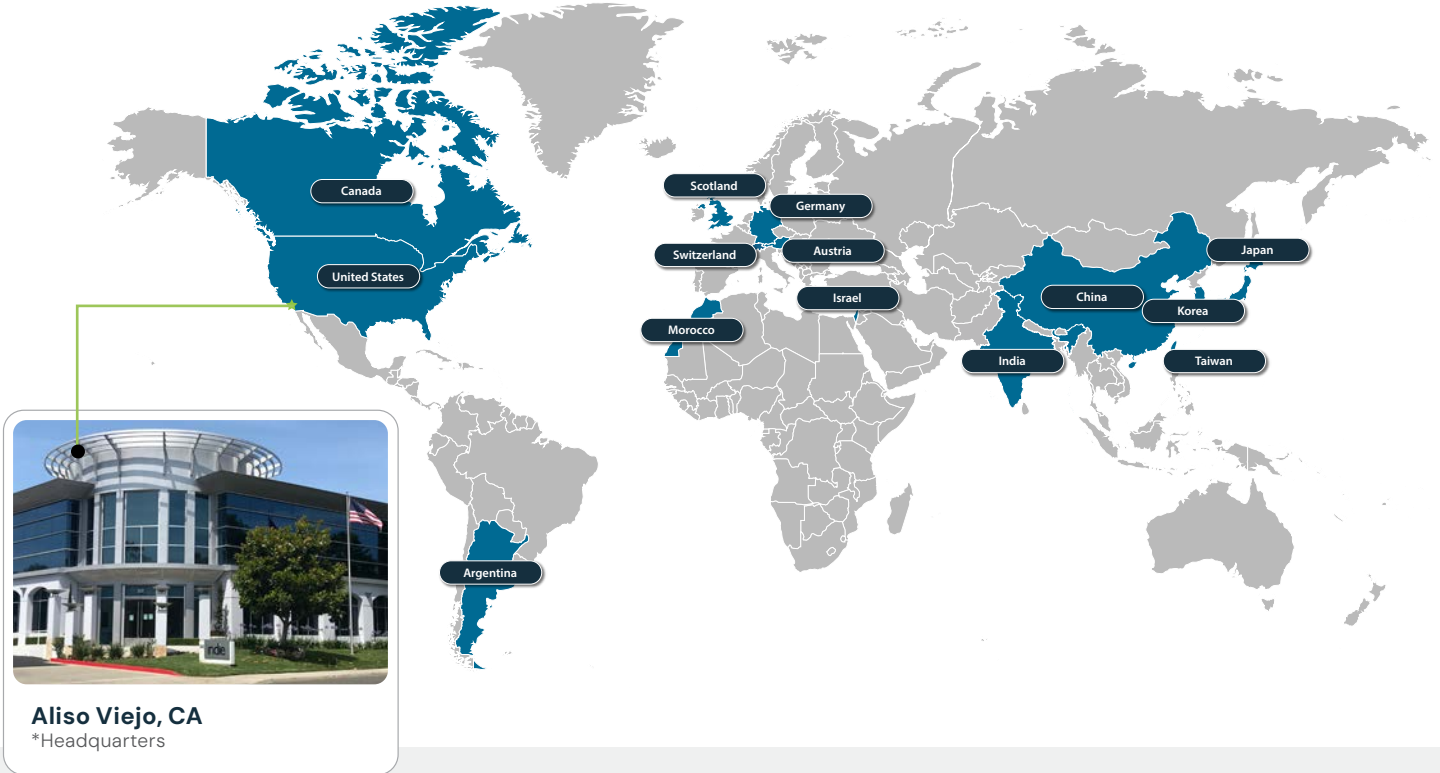 Canada
United States
Scotland
Germany
Switzerland
Austria
Israel
Morocco
Japan
China
Korea
India
Taiwan
Argentina
indie
Aliso Viejo, CA
*Headquarters